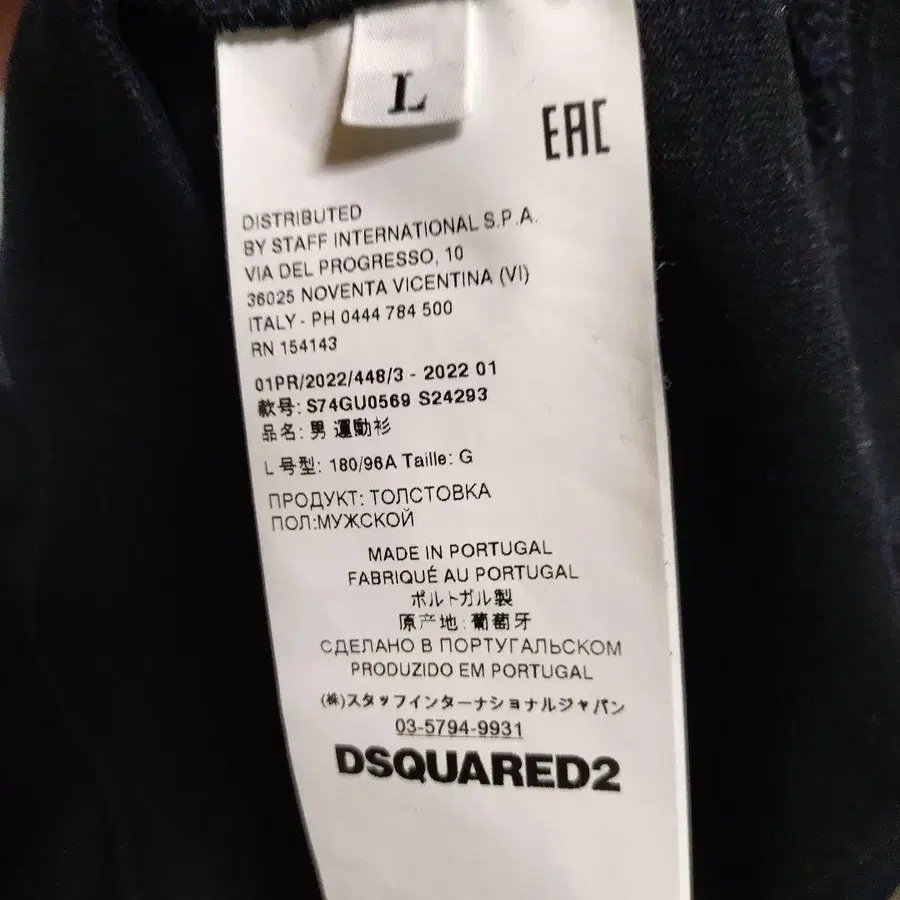 L
EAC
DISTRIBUTED
BY STAFF INTERNATIONAL S.P.A.
VIA DEL PROGRESSO, 10
36025 NOVENTA VICENTINA (VI)
ITALY - PH 0444 784 500
RN 154143
01PR/2022/448/3 - 2022 01
款号: S74GU0569 S24293
品名: 男 運動衫
L 号型: 180/96A Taille: G
ПРОДУКТ: ТОЛСТОВКА
ПОЛ:МУЖСКОЙ
MADE IN PORTUGAL
FABRIQUÉ AU PORTUGAL
ポルトガル製
原产地: 葡萄牙
СДЕЛАНО В ПОРТУГАЛЬСКОМ
PRODUZIDO EM PORTUGAL
(株)スタッフインターナショナルジャパン
03-5794-9931
DSQUARED2